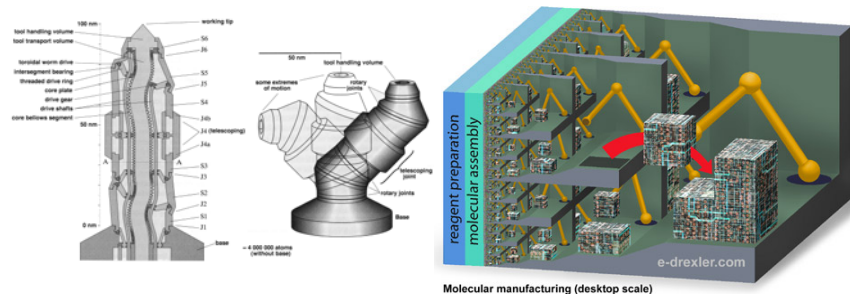 100 nm
working tip
tool handling volume
tool transport volume
toroidal worm drive
intersegment bearing
threaded drive ring
core plate
drive gear
drive shafts
core bellows segment
50 nm
A
A
0 nm
S6
J6
S5
J5
S4
J4b
J4 (telescoping)
J4a
S3
J3
S2
J2
S1
J1
base
50 nm
tool handling volume
some extremes
of motion
rotary
joints
telescoping
joint
rotary joints
Base
~ 4 000 000 atoms
(without base)
reagent preparation
molecular assembly
e-drexler.com
Molecular manufacturing (desktop scale)